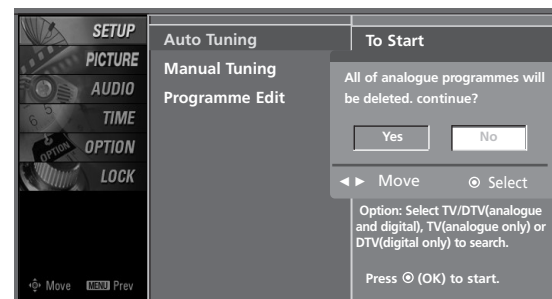 SETUP
PICTURE
AUDIO
TIME
OPTION
LOCK
Move MENU Prev
Auto Tuning
Manual Tuning
Programme Edit
To Start
All of analogue programmes will
be deleted. continue?
Yes No
◄ ► Move ⊙ Select
Option: Select TV/DTV(analogue
and digital), TV(analogue only) or
DTV(digital only) to search.
Press ⊙ (OK) to start.